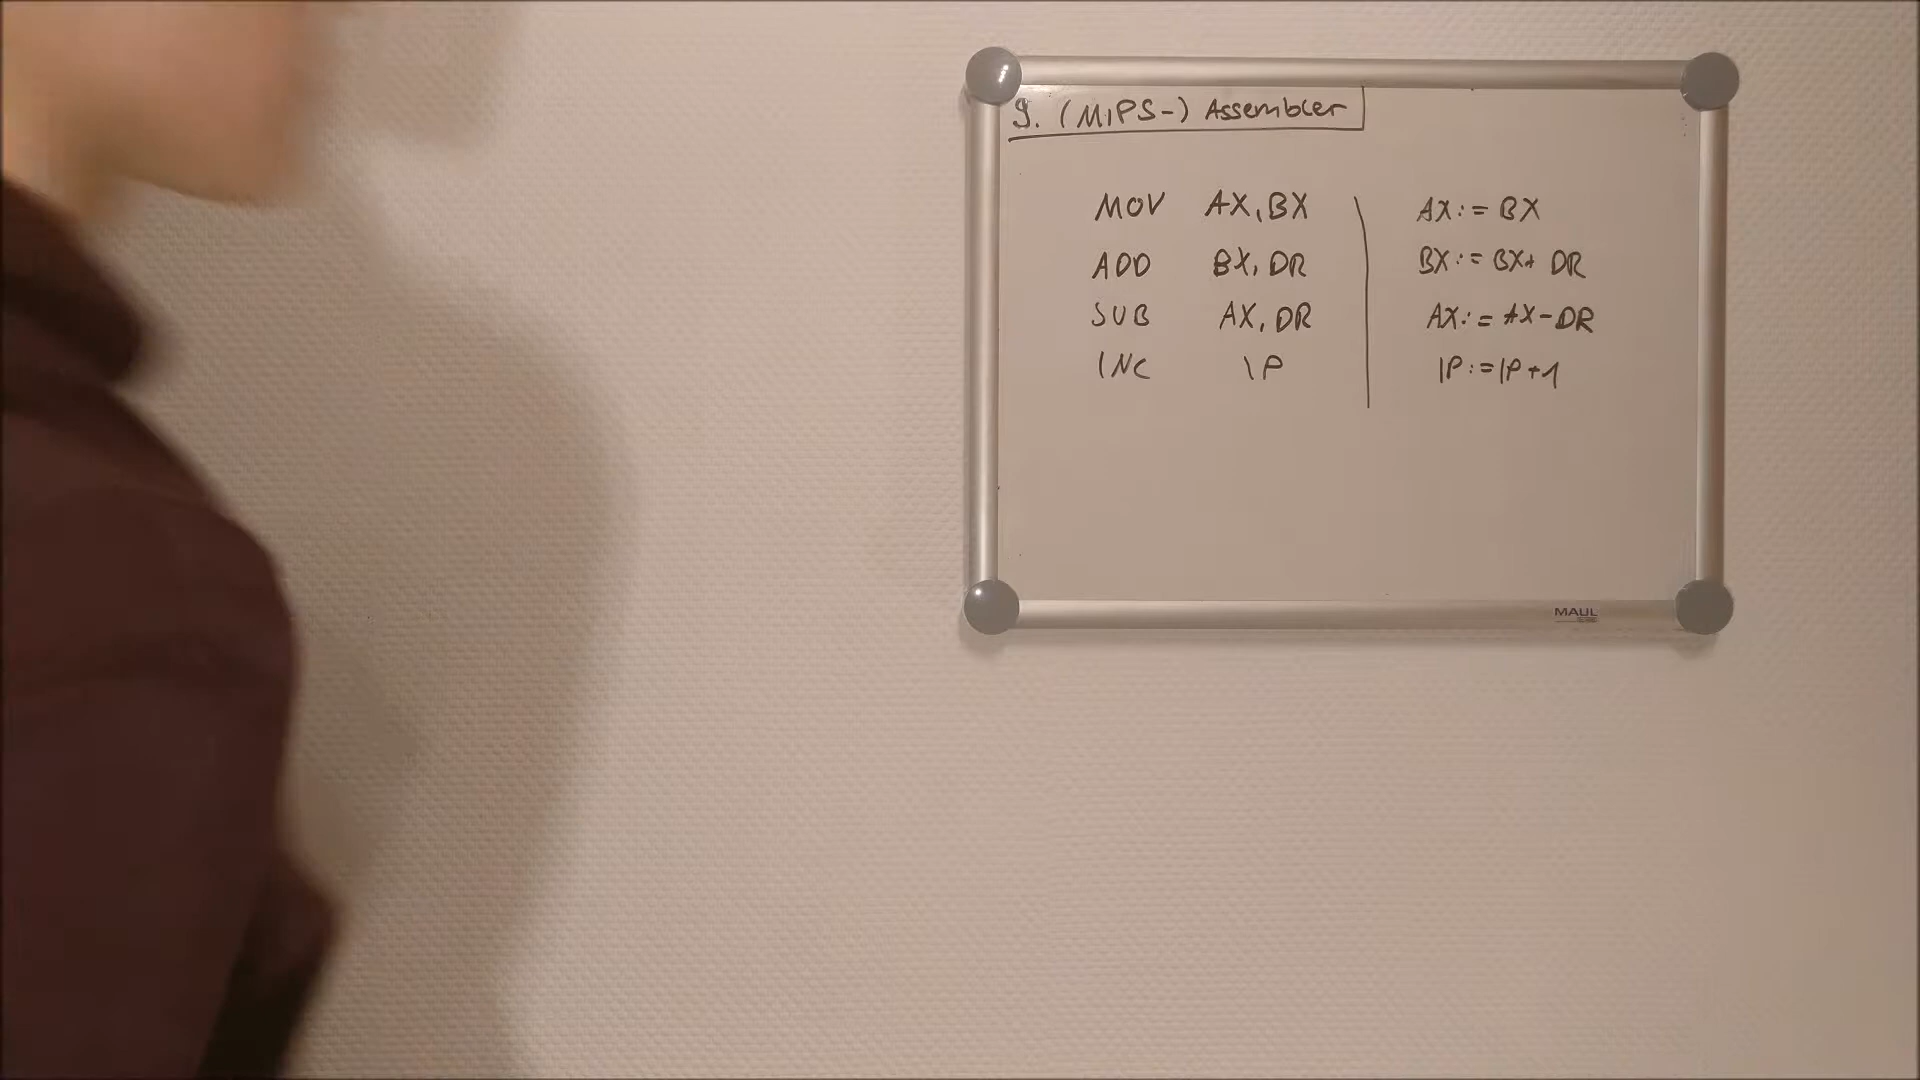 9. (MIPS-) Assembler
MOV AX, BX AX := BX
ADD BX, DR BX := BX + DR
SUB AX, DR AX := AX - DR
INC IP IP := IP + 1
MAUL